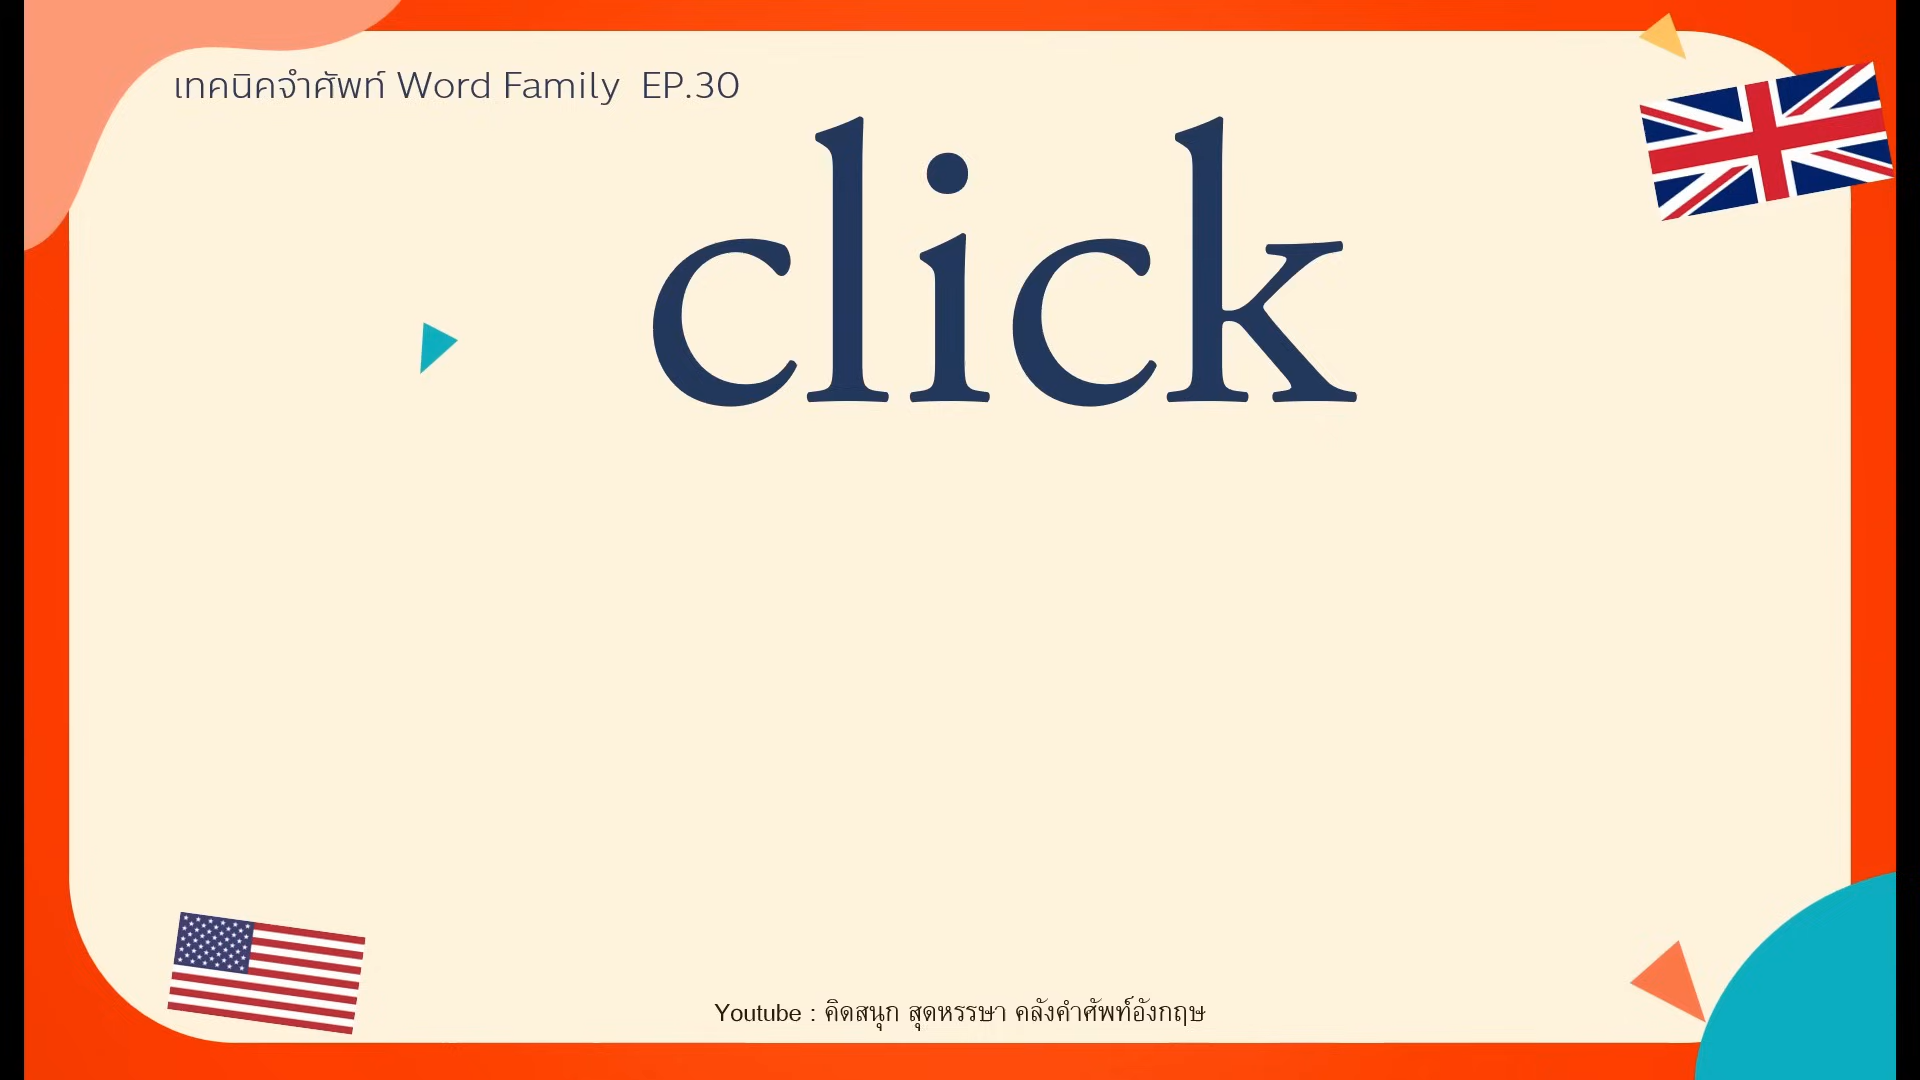 เทคนิคจำศัพท์ Word Family EP.30
click
Youtube : คิดสนุก สุดหรรษา คลังคำศัพท์อังกฤษ